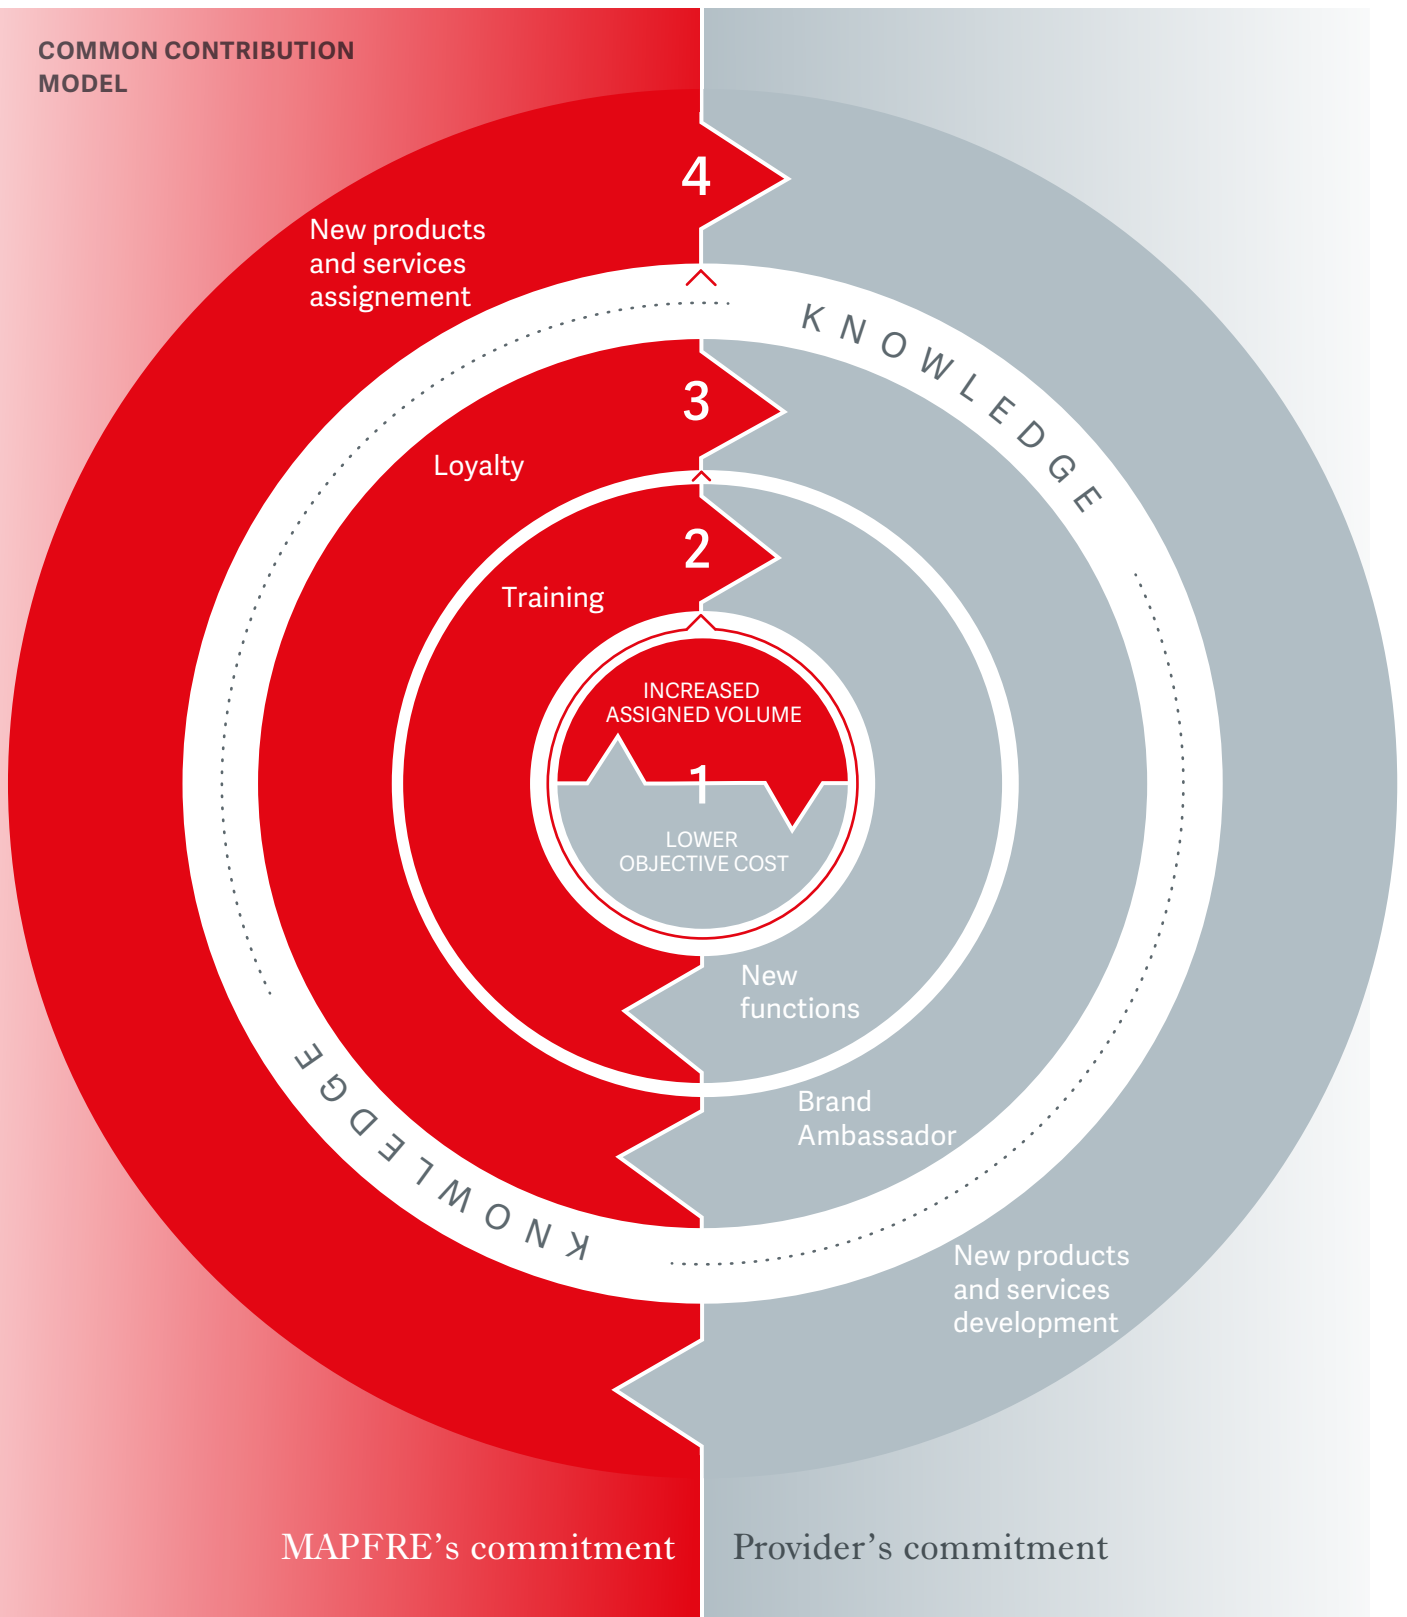 COMMON CONTRIBUTION
MODEL
4
New products
and services
assignement
KNOWLEDGE
3
Loyalty
2
Training
INCREASED
ASSIGNED VOLUME
1
LOWER
OBJECTIVE COST
New
functions
Brand
Ambassador
KNOWLEDGE
New products
and services
development
MAPFRE's commitment
Provider's commitment